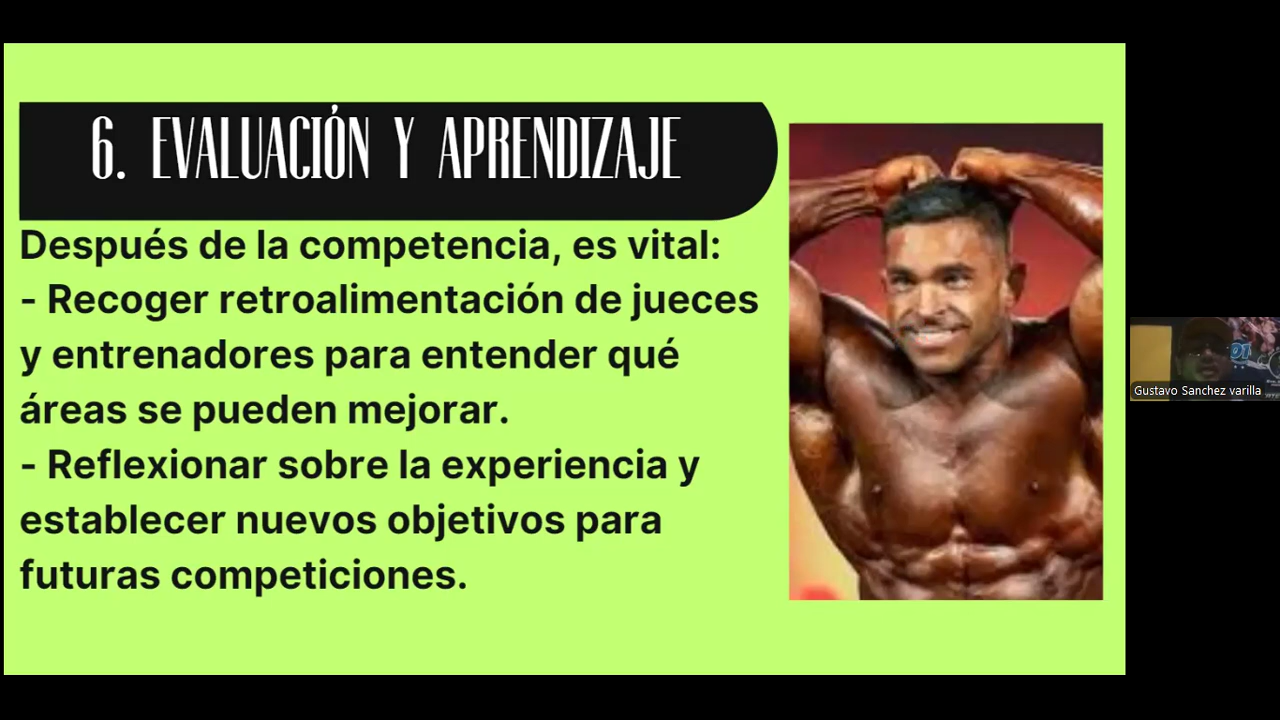 6. EVALUACIÓN Y APRENDIZAJE
Después de la competencia, es vital:
- Recoger retroalimentación de jueces
y entrenadores para entender qué
áreas se pueden mejorar.
- Reflexionar sobre la experiencia y
establecer nuevos objetivos para
futuras competiciones.
Gustavo Sanchez varilla